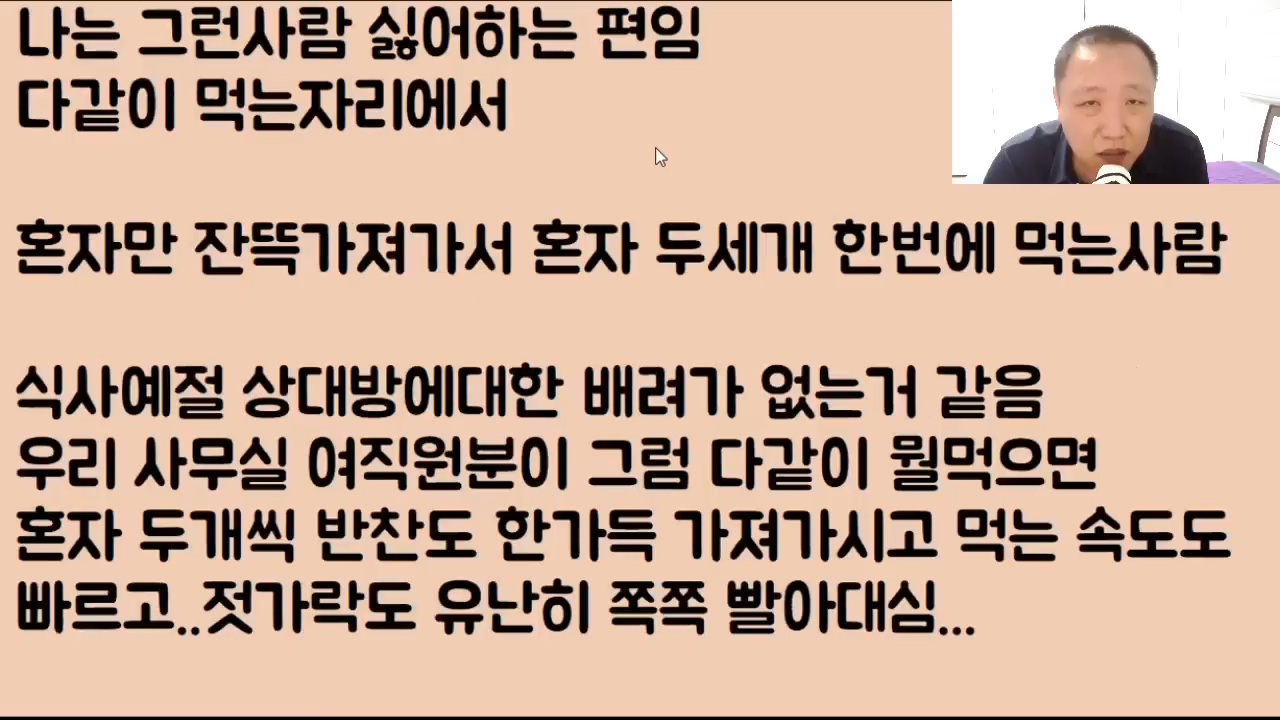 나는 그런사람 싫어하는 편임
다같이 먹는자리에서
혼자만 잔뜩가져가서 혼자 두세개 한번에 먹는사람
식사예절 상대방에대한 배려가 없는거 같음
우리 사무실 여직원분이 그럼 다같이 뭘먹으면
혼자 두개씩 반찬도 한가득 가져가시고 먹는 속도도
빠르고..젓가락도 유난히 쪽쪽 빨아대심...